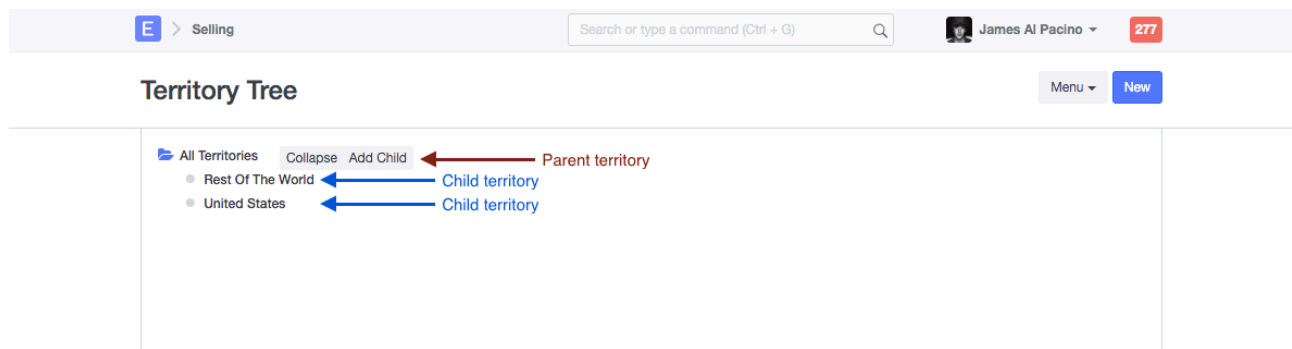 E > Selling Search or type a command (Ctrl + G) James Al Pacino 277
Territory Tree Menu New
All Territories Collapse Add Child Parent territory
Rest Of The World Child territory
United States Child territory